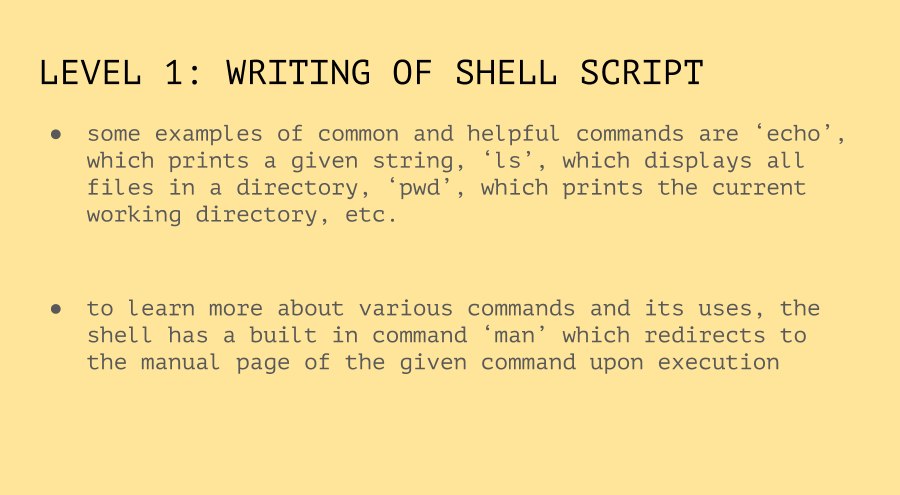 LEVEL 1: WRITING OF SHELL SCRIPT
● some examples of common and helpful commands are ‘echo’,
which prints a given string, ‘ls’, which displays all
files in a directory, ‘pwd’, which prints the current
working directory, etc.
● to learn more about various commands and its uses, the
shell has a built in command ‘man’ which redirects to
the manual page of the given command upon execution